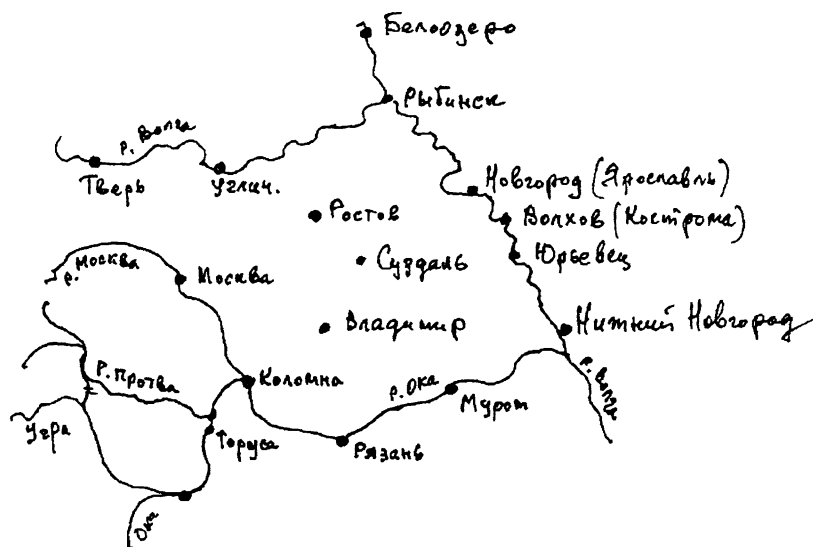 Белоозеро
Рыбинск
р. Волга
Тверь
Углич.
Новгород (Ярославль)
Ростов
Волхов (Кострома)
Юрьевец
р. Москва
Москва
Суздаль
Владимир
Нижний Новгород
Р. Протва
Коломна
р. Ока
р. Волга
Муром
Угра
Торуса
Рязань
Ока